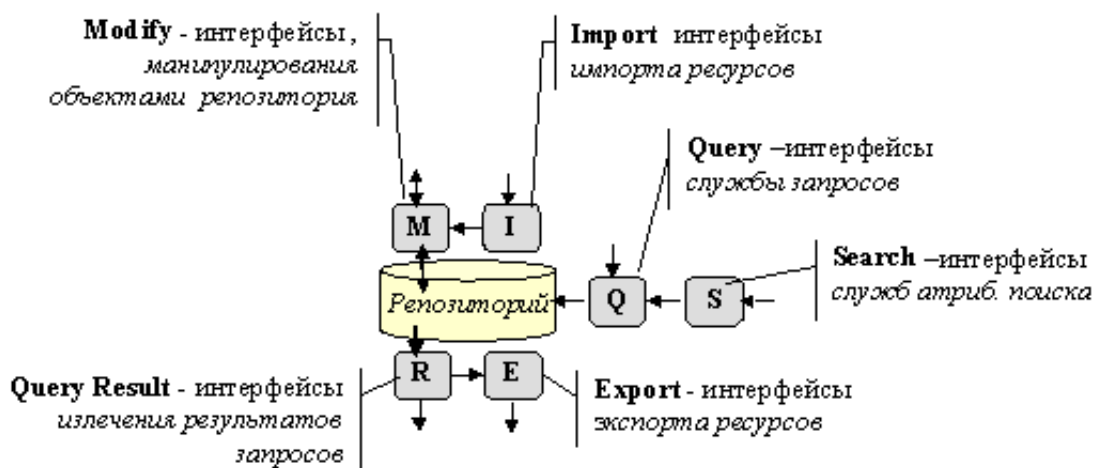 Modify - интерфейсы,
манипулирования
объектами репозитория
Import интерфейсы
импорта ресурсов
Query –интерфейсы
службы запросов
M
I
Search –интерфейсы
служб атриб. поиска
Репозиторий
Q
S
R
E
Query Result - интерфейсы
излечения результатов
запросов
Export - интерфейсы
экспорта ресурсов